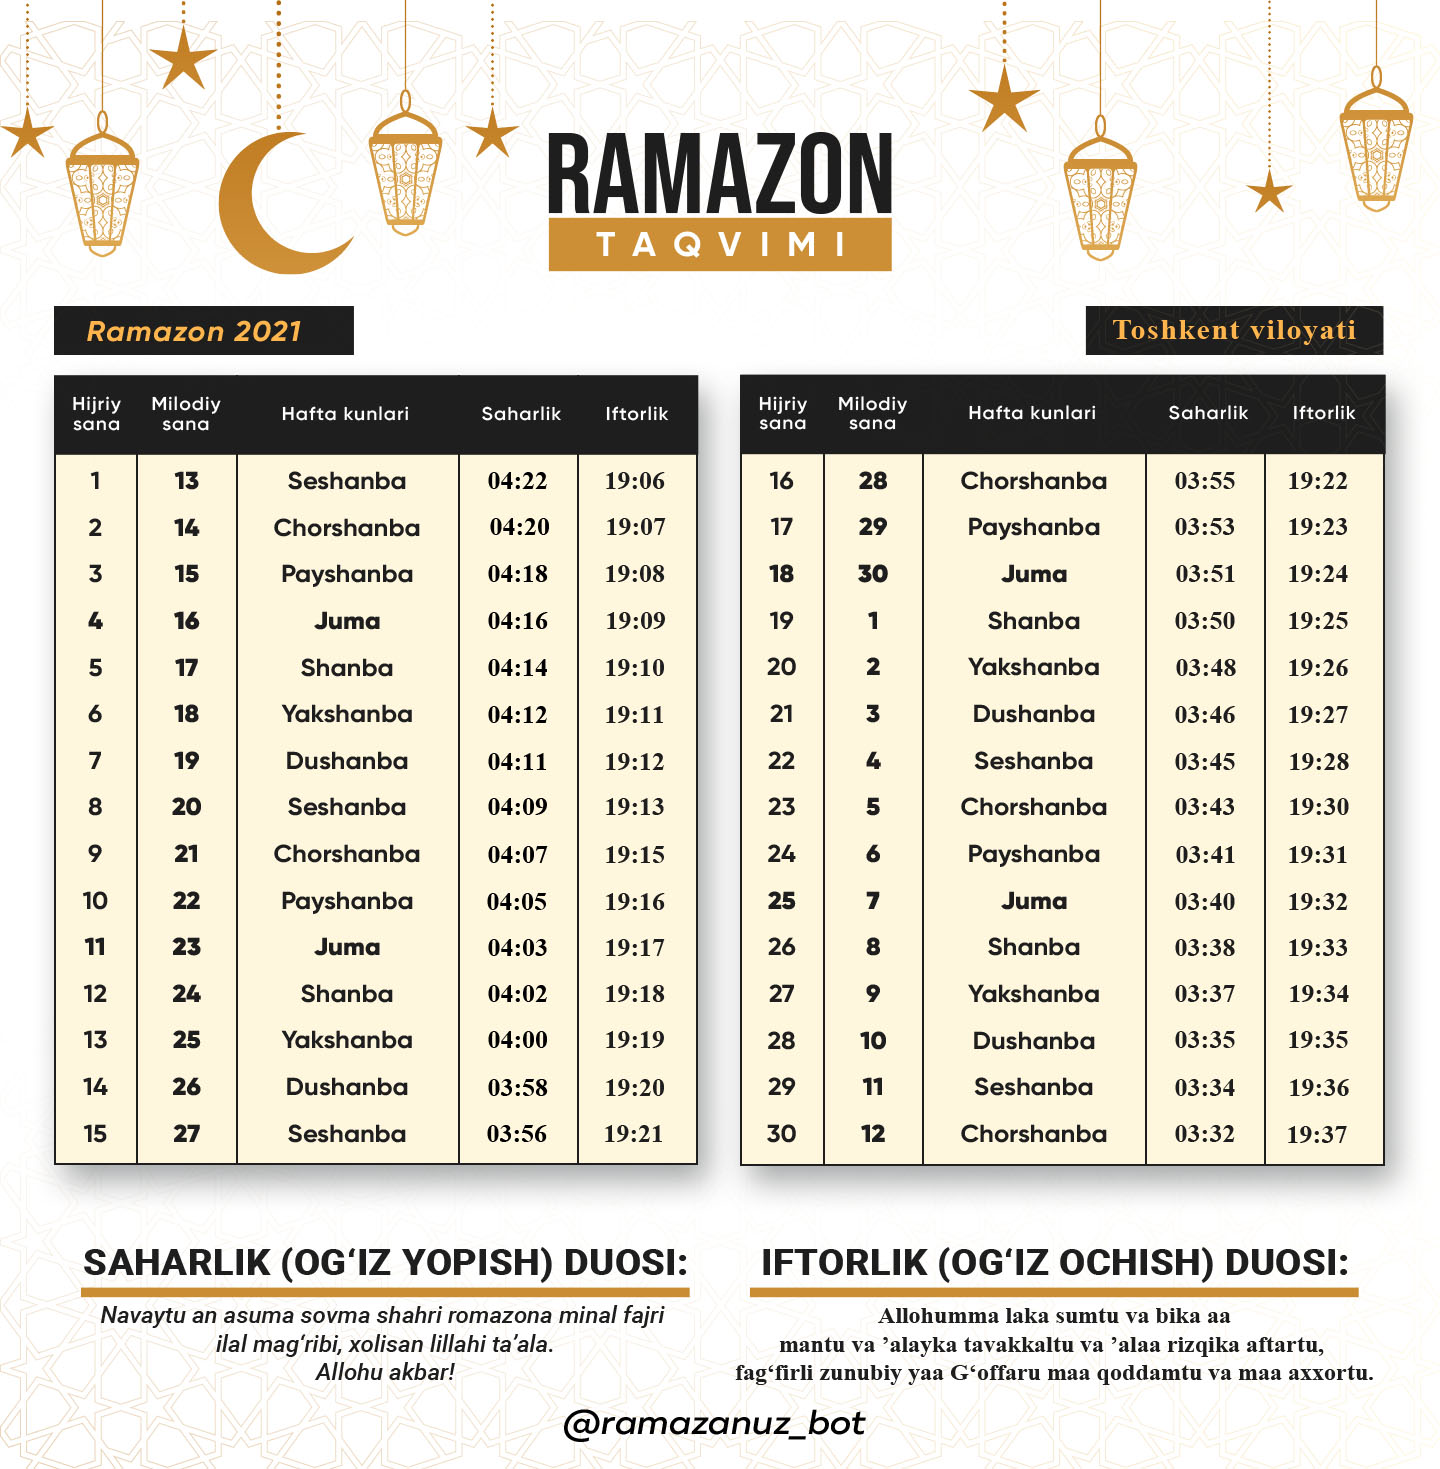 RAMAZON
TAQVIMI
Ramazon 2021
Toshkent viloyati
Hijriy sana Milodiy sana Hafta kunlari Saharlik Iftorlik
1 13 Seshanba 04:22 19:06
2 14 Chorshanba 04:20 19:07
3 15 Payshanba 04:18 19:08
4 16 Juma 04:16 19:09
5 17 Shanba 04:14 19:10
6 18 Yakshanba 04:12 19:11
7 19 Dushanba 04:11 19:12
8 20 Seshanba 04:09 19:13
9 21 Chorshanba 04:07 19:15
10 22 Payshanba 04:05 19:16
11 23 Juma 04:03 19:17
12 24 Shanba 04:02 19:18
13 25 Yakshanba 04:00 19:19
14 26 Dushanba 03:58 19:20
15 27 Seshanba 03:56 19:21
Hijriy sana Milodiy sana Hafta kunlari Saharlik Iftorlik
16 28 Chorshanba 03:55 19:22
17 29 Payshanba 03:53 19:23
18 30 Juma 03:51 19:24
19 1 Shanba 03:50 19:25
20 2 Yakshanba 03:48 19:26
21 3 Dushanba 03:46 19:27
22 4 Seshanba 03:45 19:28
23 5 Chorshanba 03:43 19:30
24 6 Payshanba 03:41 19:31
25 7 Juma 03:40 19:32
26 8 Shanba 03:38 19:33
27 9 Yakshanba 03:37 19:34
28 10 Dushanba 03:35 19:35
29 11 Seshanba 03:34 19:36
30 12 Chorshanba 03:32 19:37
SAHARLIK (OG‘IZ YOPISH) DUOSI:
Navaytu an asuma sovma shahri romazona minal fajri
ilal mag‘ribi, xolisan lillahi ta’ala.
Allohu akbar!
IFTORLIK (OG‘IZ OCHISH) DUOSI:
Allohumma laka sumtu va bika aa
mantu va ’alayka tavakkaltu va ’alaa rizqika aftartu,
fag‘firli zunubiy yaa G‘offaru maa qoddamtu va maa axxortu.
@ramazanuz_bot